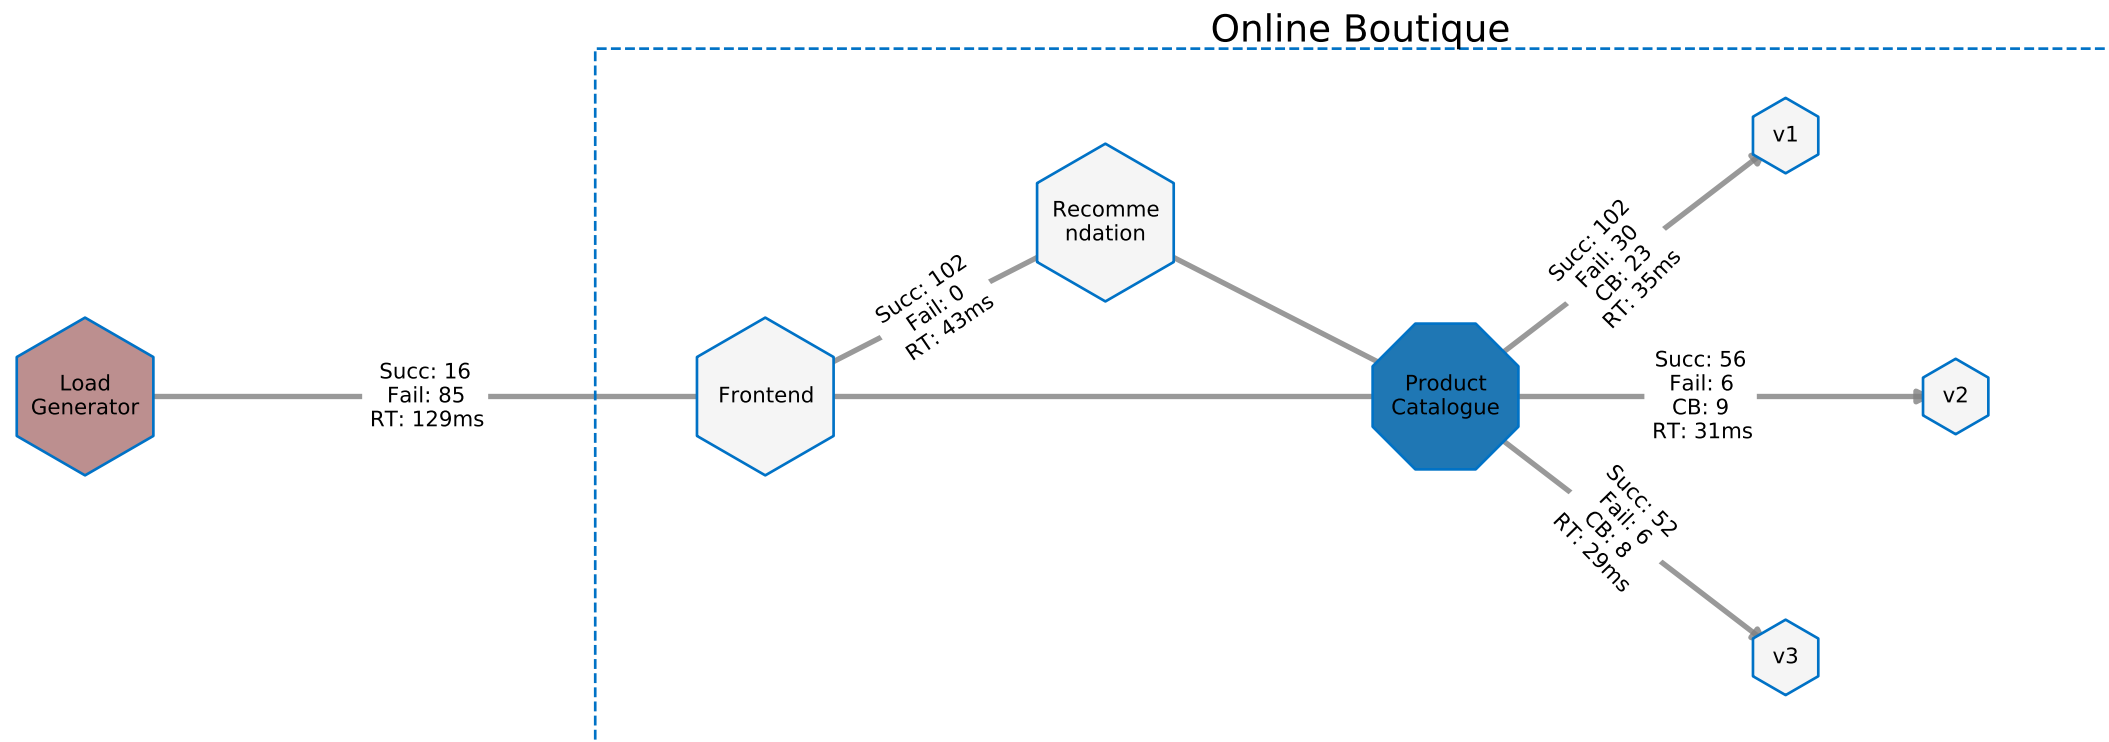 Online Boutique
Load
Generator
Succ: 16
Fail: 85
RT: 129ms
Frontend
Succ: 102
Fail: 0
RT: 43ms
Recomme
ndation
Product
Catalogue
Succ: 102
Fail: 30
CB: 23
RT: 35ms
v1
Succ: 56
Fail: 6
CB: 9
RT: 31ms
v2
Succ: 52
Fail: 6
CB: 8
RT: 29ms
v3